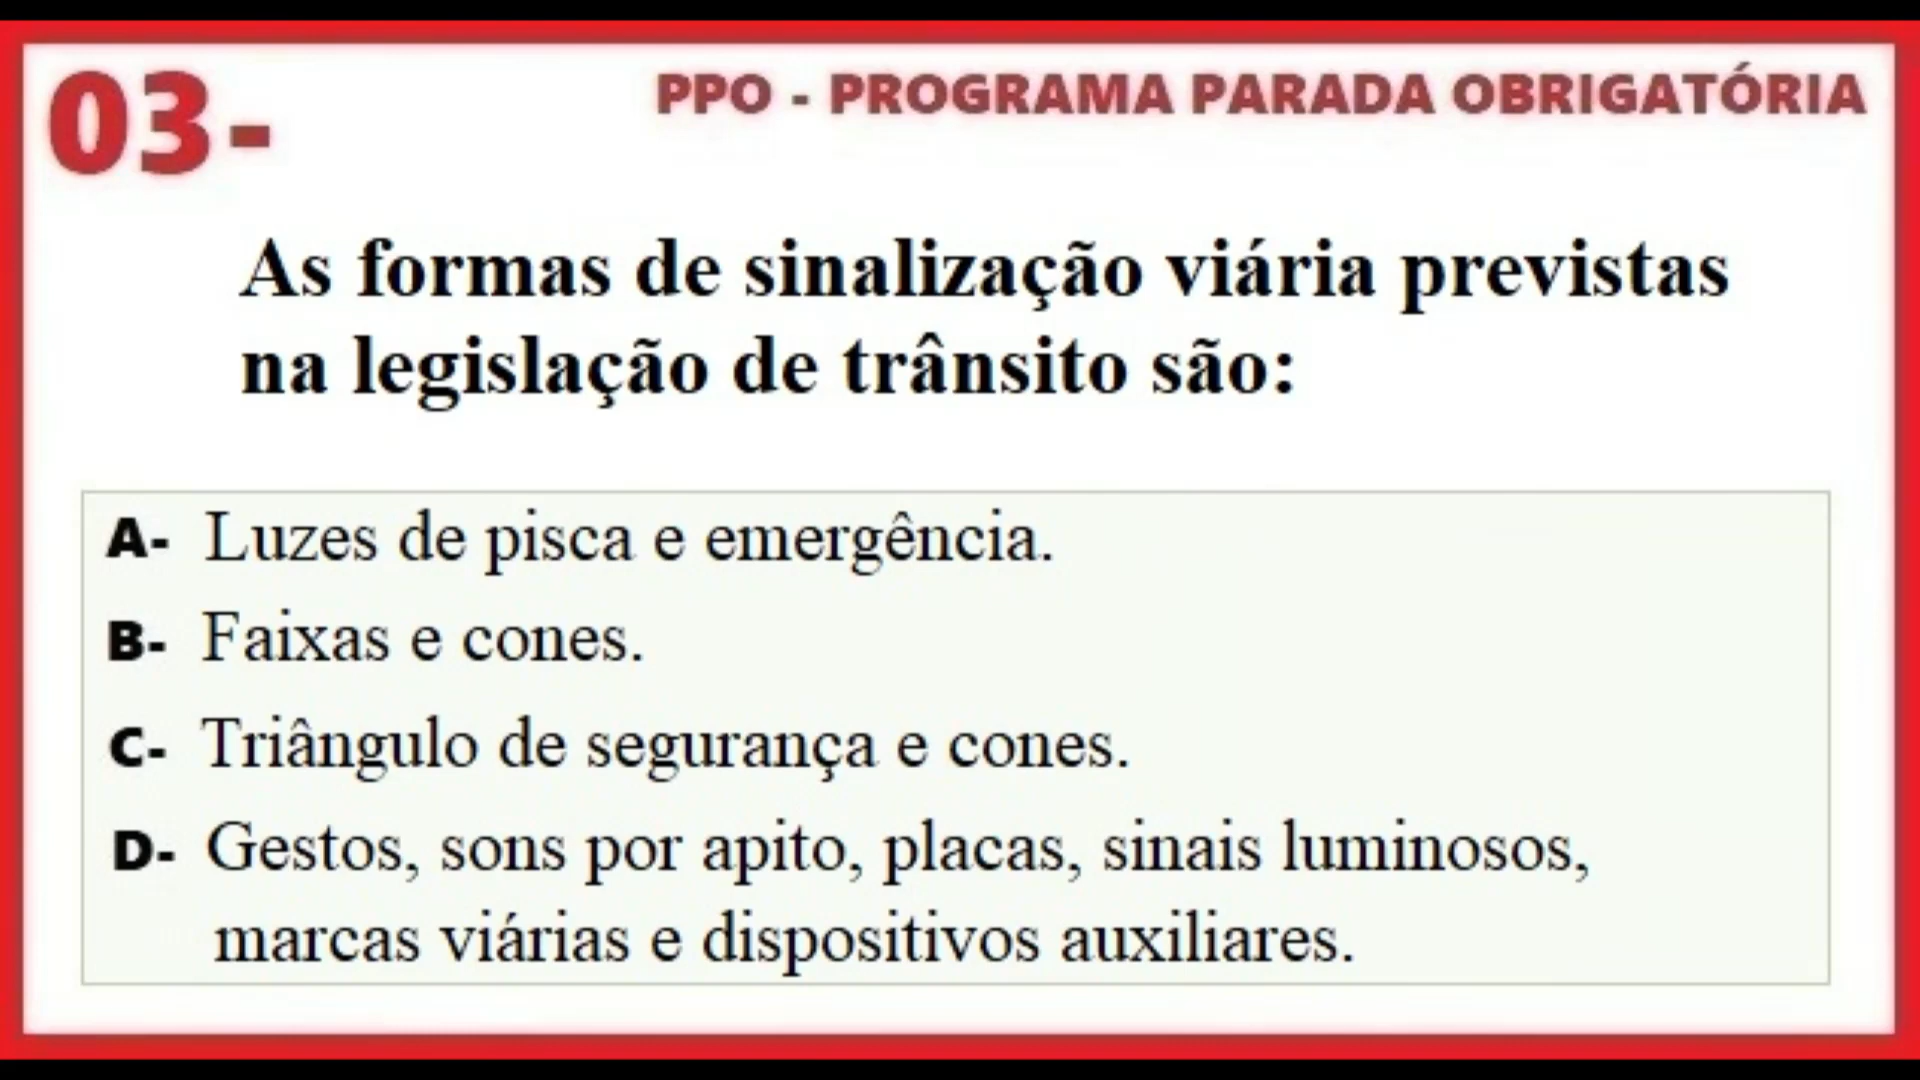 03-
PPO - PROGRAMA PARADA OBRIGATÓRIA
As formas de sinalização viária previstas
na legislação de trânsito são:
A- Luzes de pisca e emergência.
B- Faixas e cones.
C- Triângulo de segurança e cones.
D- Gestos, sons por apito, placas, sinais luminosos,
marcas viárias e dispositivos auxiliares.